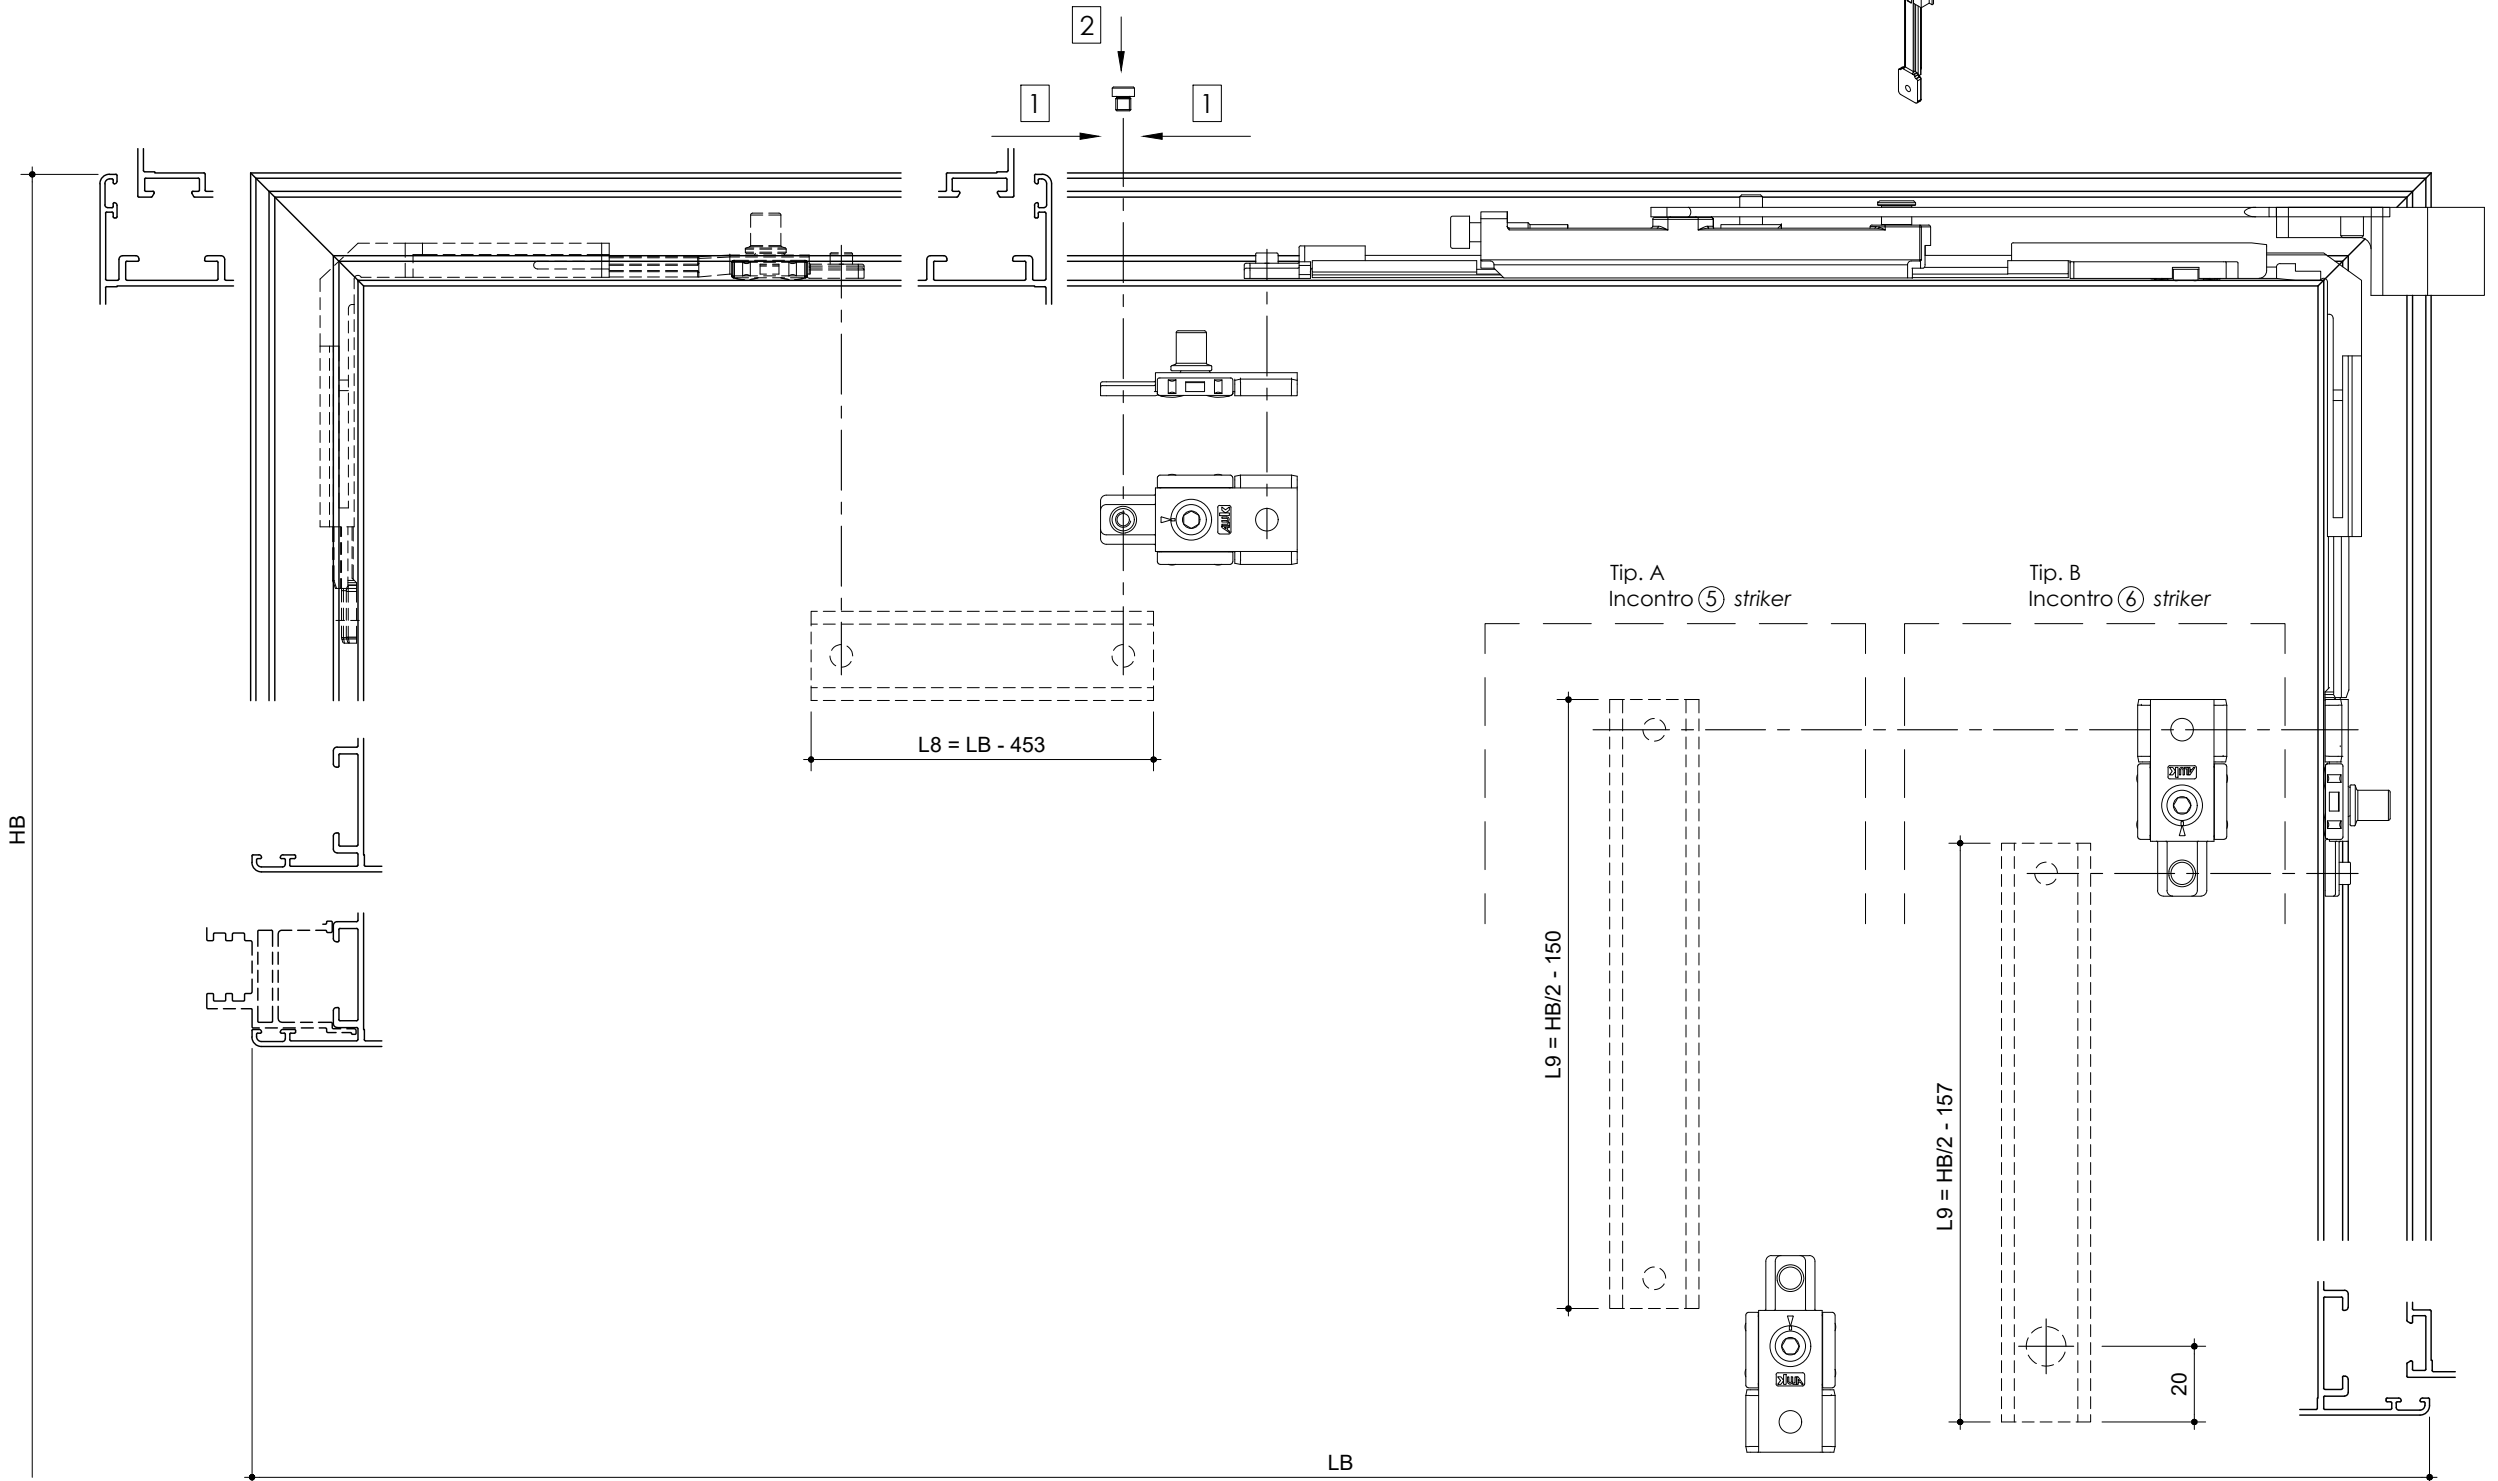 2
1
1
Tip. A
Incontro 5 striker
Tip. B
Incontro 6 striker
L8 = LB - 453
HB
L9 = HB/2 - 150
L9 = HB/2 - 157
20
LB